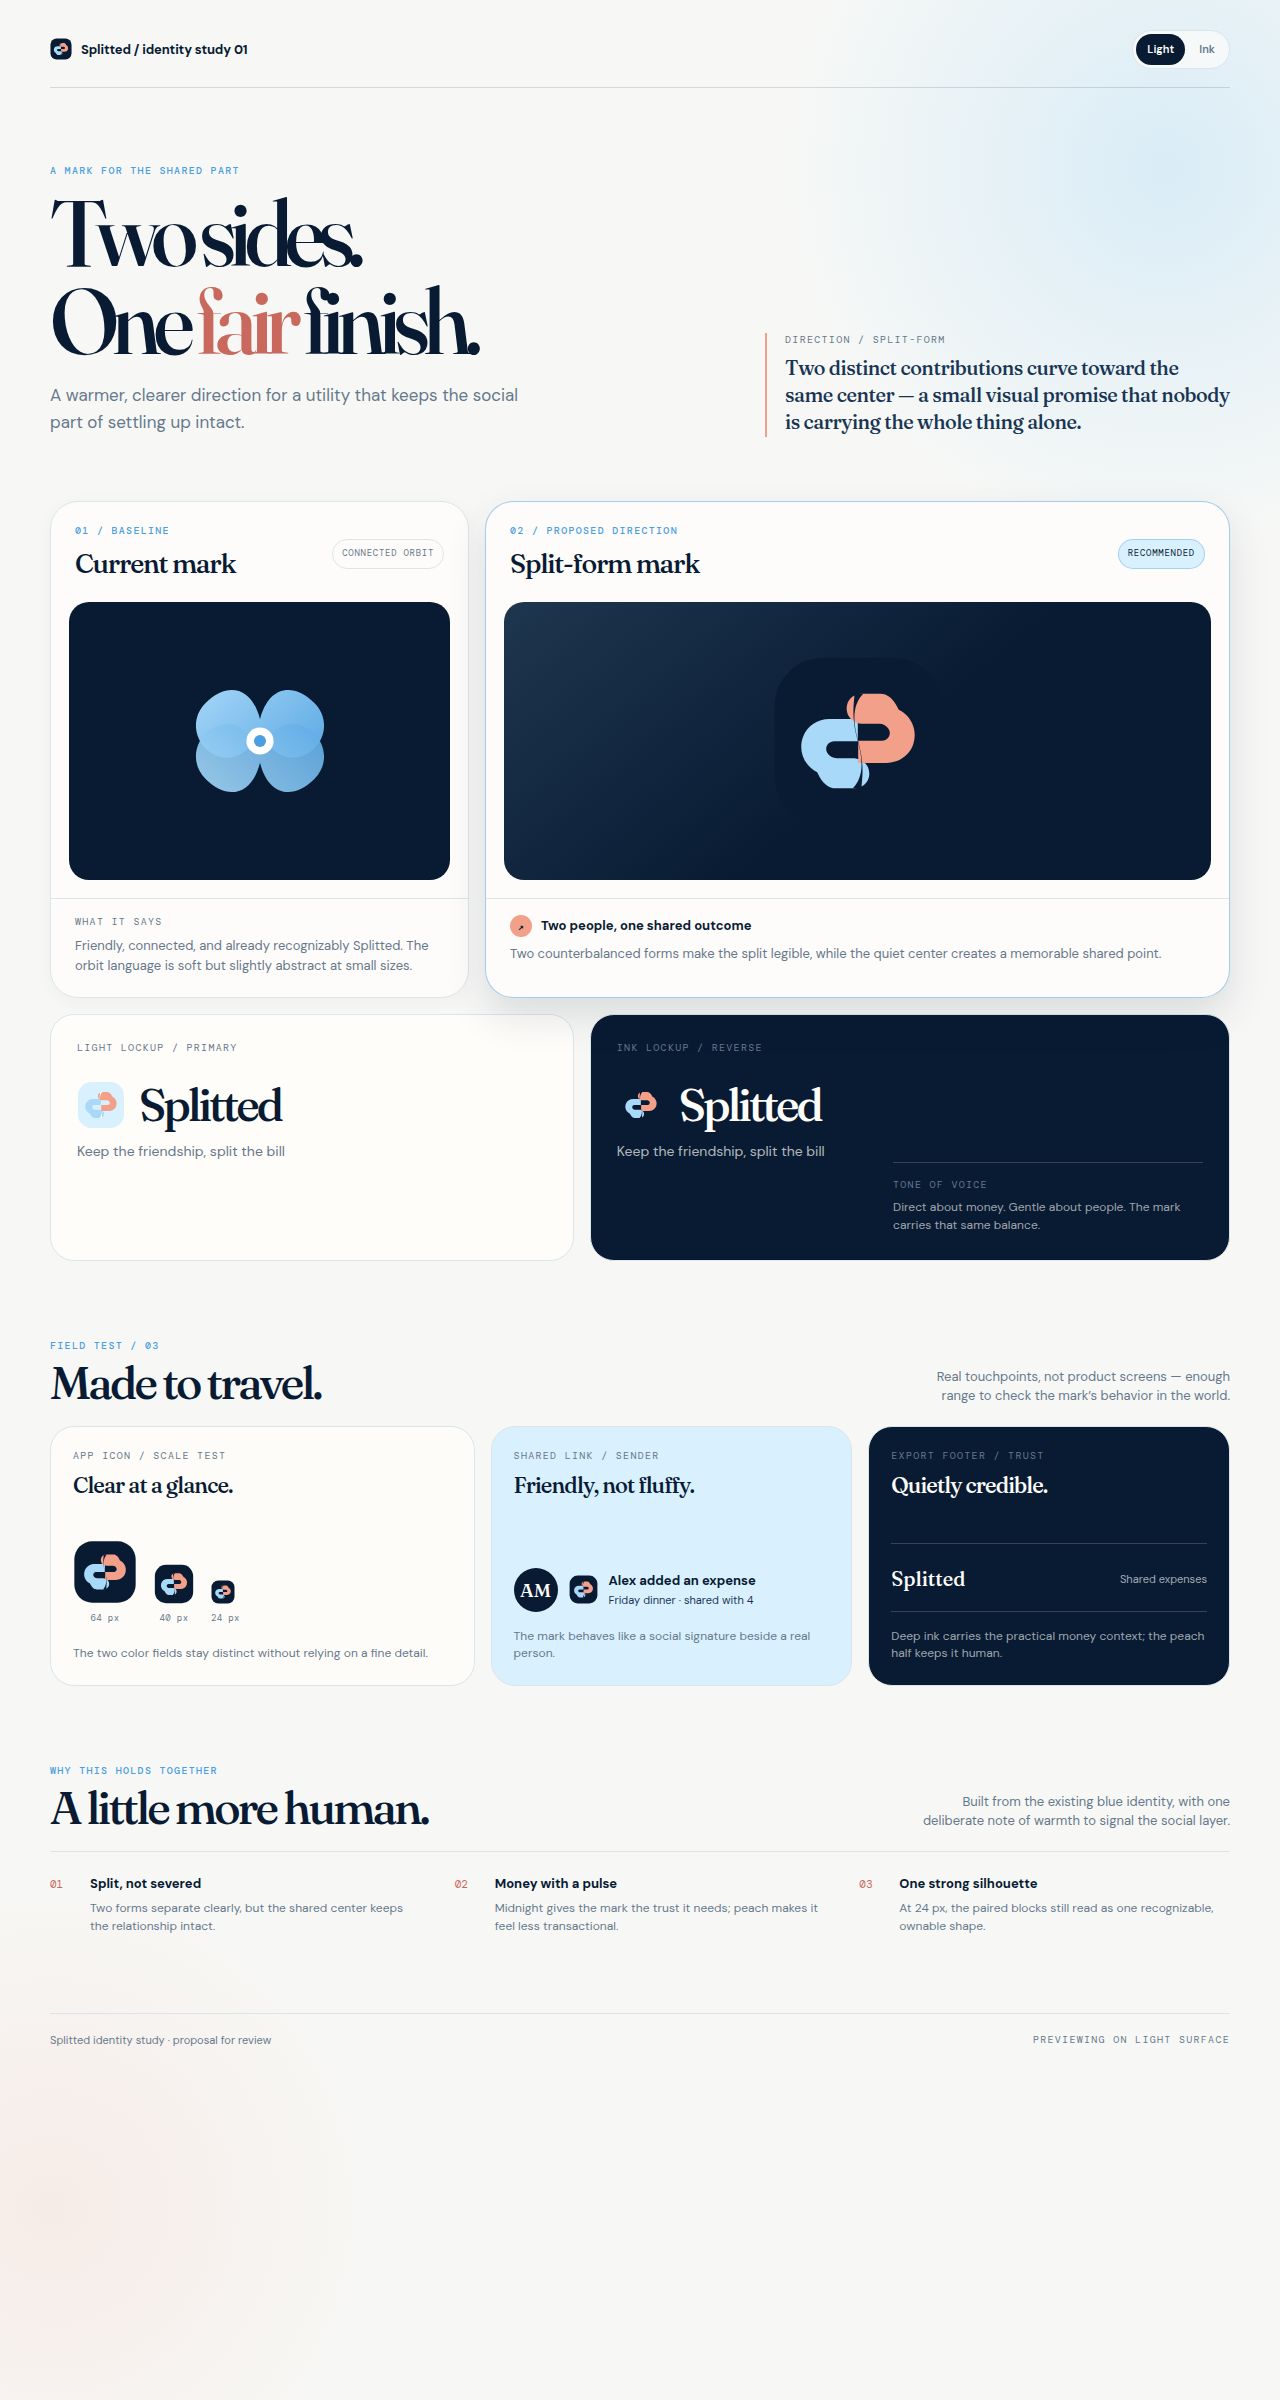 Splitted / identity study 01
Light
Ink
A MARK FOR THE SHARED PART
Two sides.
One fair finish.
A warmer, clearer direction for a utility that keeps the social
part of settling up intact.
DIRECTION / SPLIT-FORM
Two distinct contributions curve toward the
same center — a small visual promise that nobody
is carrying the whole thing alone.
01 / BASELINE
Current mark
CONNECTED ORBIT
WHAT IT SAYS
Friendly, connected, and already recognizably Splitted. The
orbit language is soft but slightly abstract at small sizes.
02 / PROPOSED DIRECTION
Split-form mark
RECOMMENDED
↗ Two people, one shared outcome
Two counterbalanced forms make the split legible, while the quiet center creates a memorable shared point.
LIGHT LOCKUP / PRIMARY
Splitted
Keep the friendship, split the bill
INK LOCKUP / REVERSE
Splitted
Keep the friendship, split the bill
TONE OF VOICE
Direct about money. Gentle about people. The mark
carries that same balance.
FIELD TEST / 03
Made to travel.
Real touchpoints, not product screens — enough
range to check the mark's behavior in the world.
APP ICON / SCALE TEST
Clear at a glance.
64 px
40 px
24 px
The two color fields stay distinct without relying on a fine detail.
SHARED LINK / SENDER
Friendly, not fluffy.
AM
Alex added an expense
Friday dinner · shared with 4
The mark behaves like a social signature beside a real
person.
EXPORT FOOTER / TRUST
Quietly credible.
Splitted
Shared expenses
Deep ink carries the practical money context; the peach
half keeps it human.
WHY THIS HOLDS TOGETHER
A little more human.
Built from the existing blue identity, with one
deliberate note of warmth to signal the social layer.
01
Split, not severed
Two forms separate clearly, but the shared center keeps
the relationship intact.
02
Money with a pulse
Midnight gives the mark the trust it needs; peach makes it
feel less transactional.
03
One strong silhouette
At 24 px, the paired blocks still read as one recognizable,
ownable shape.
Splitted identity study · proposal for review
PREVIEWING ON LIGHT SURFACE